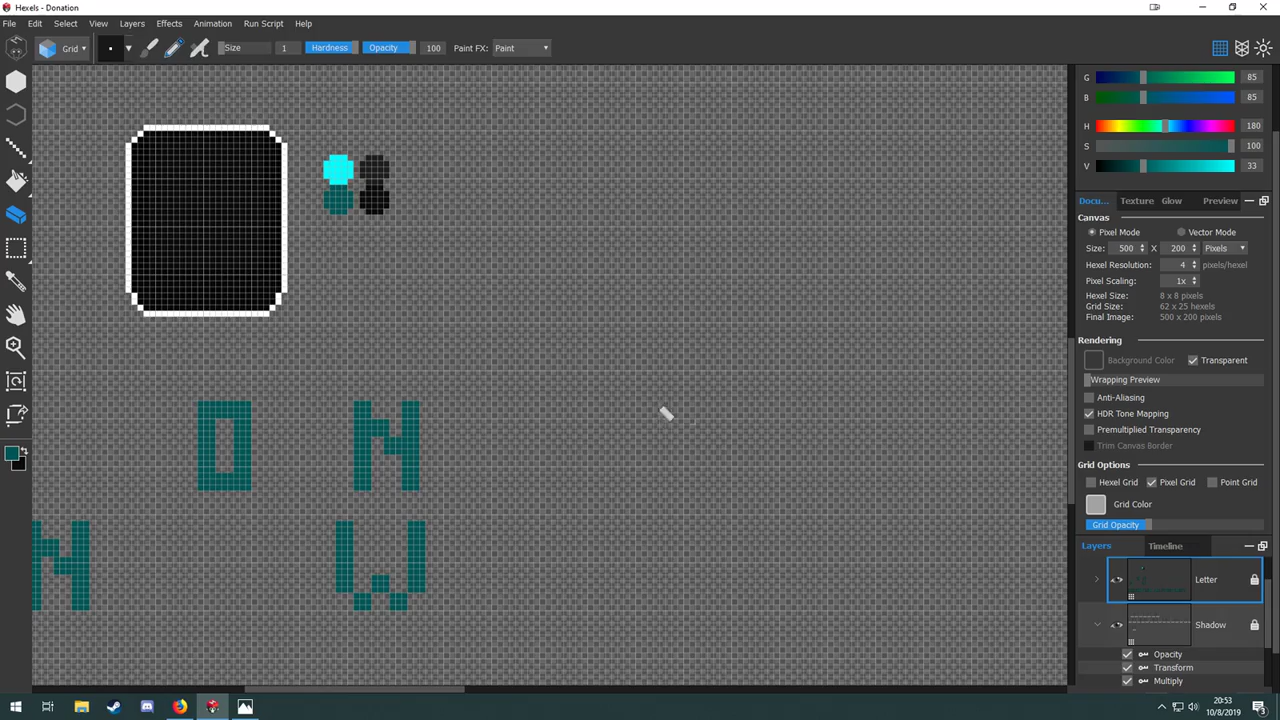 Hexels - Donation
File Edit Select View Layers Effects Animation Run Script Help
Grid Size 1 Hardness Opacity 100 Paint FX: Paint
G 85
B 85
H 180
S 100
V 33
Docu... Texture Glow Preview
Canvas
Pixel Mode Vector Mode
Size: 500 X 200 Pixels
Hexel Resolution: 4 pixels/hexel
Pixel Scaling: 1x
Hexel Size: 8 x 8 pixels
Grid Size: 62 x 25 hexels
Final Image: 500 x 200 pixels
Rendering
Background Color Transparent
Wrapping Preview
Anti-Aliasing
HDR Tone Mapping
Premultiplied Transparency
Trim Canvas Border
Grid Options
Hexel Grid Pixel Grid Point Grid
Grid Color
Grid Opacity
Layers Timeline
Letter
Shadow
Opacity
Transform
Multiply
O N
N W
20:53
10/8/2019
3